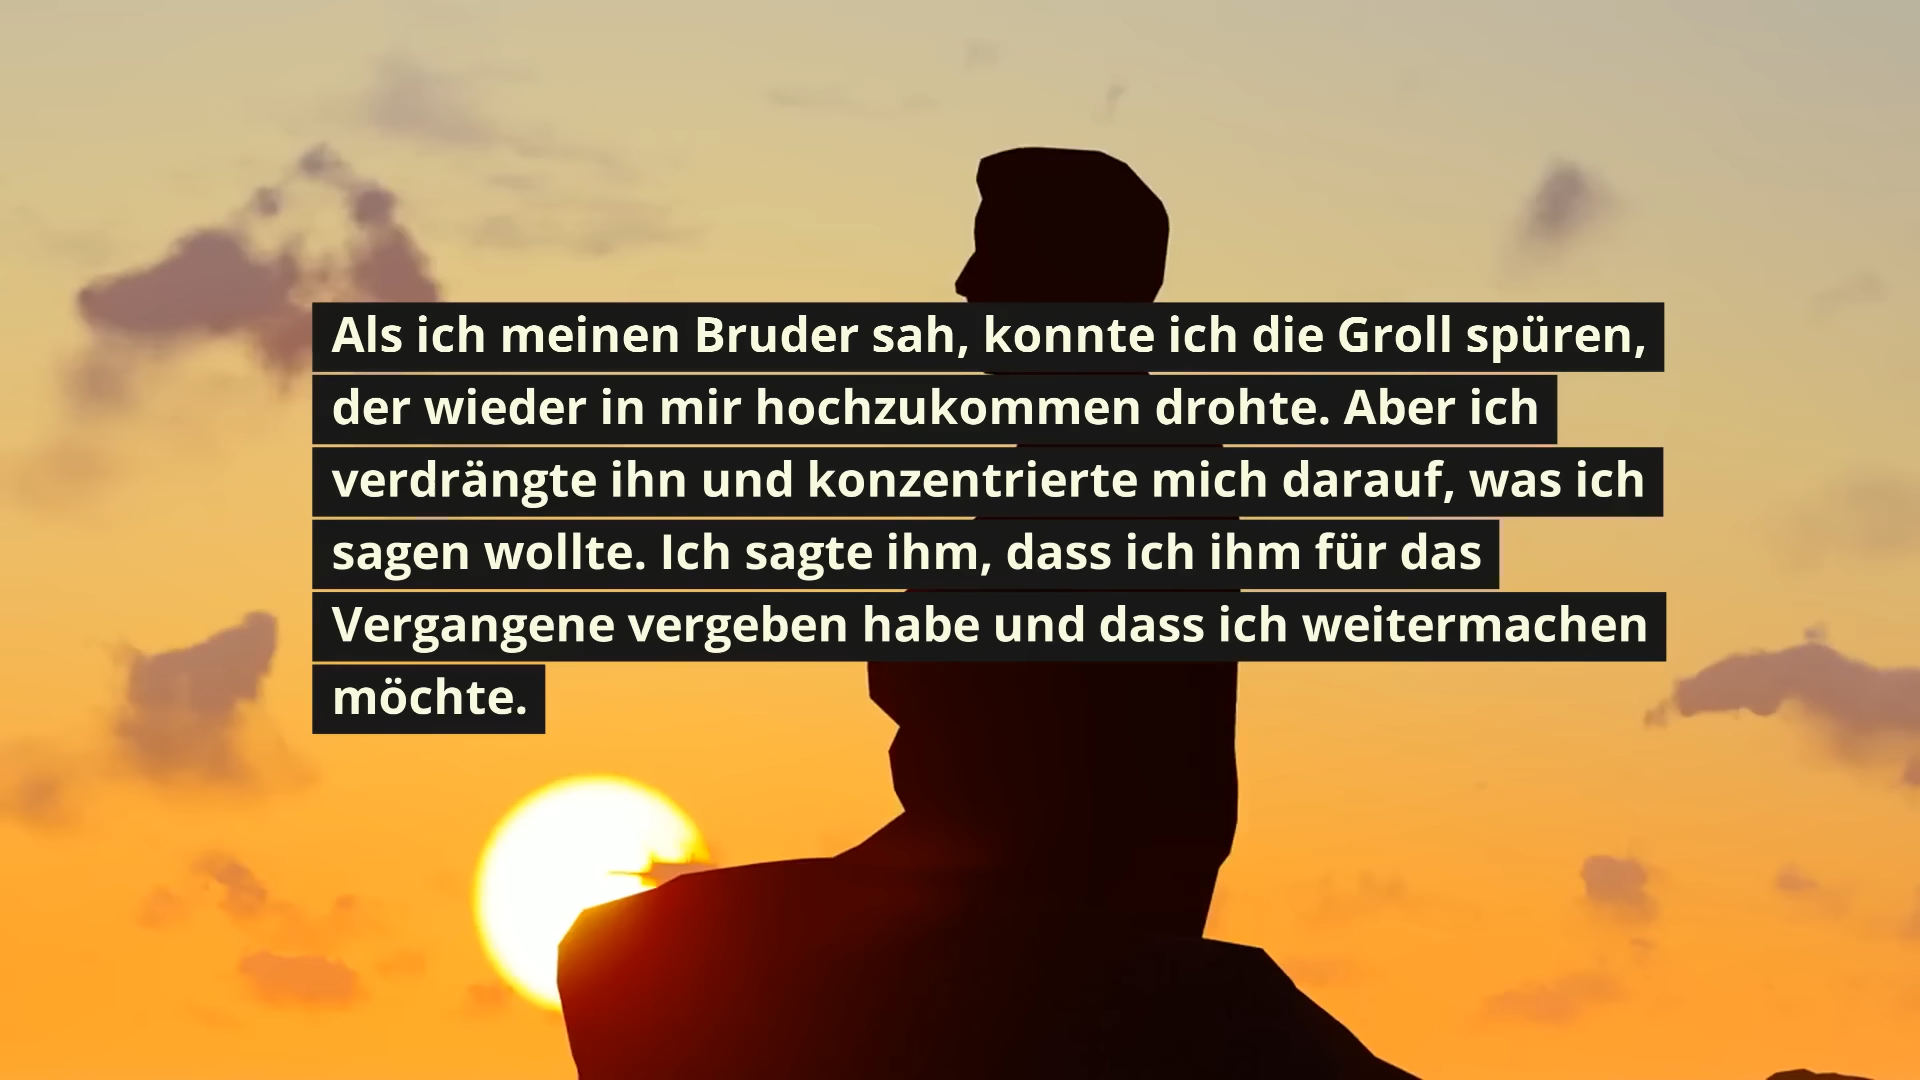 Als ich meinen Bruder sah, konnte ich die Groll spüren,
der wieder in mir hochzukommen drohte. Aber ich
verdrängte ihn und konzentrierte mich darauf, was ich
sagen wollte. Ich sagte ihm, dass ich ihm für das
Vergangene vergeben habe und dass ich weitermachen
möchte.